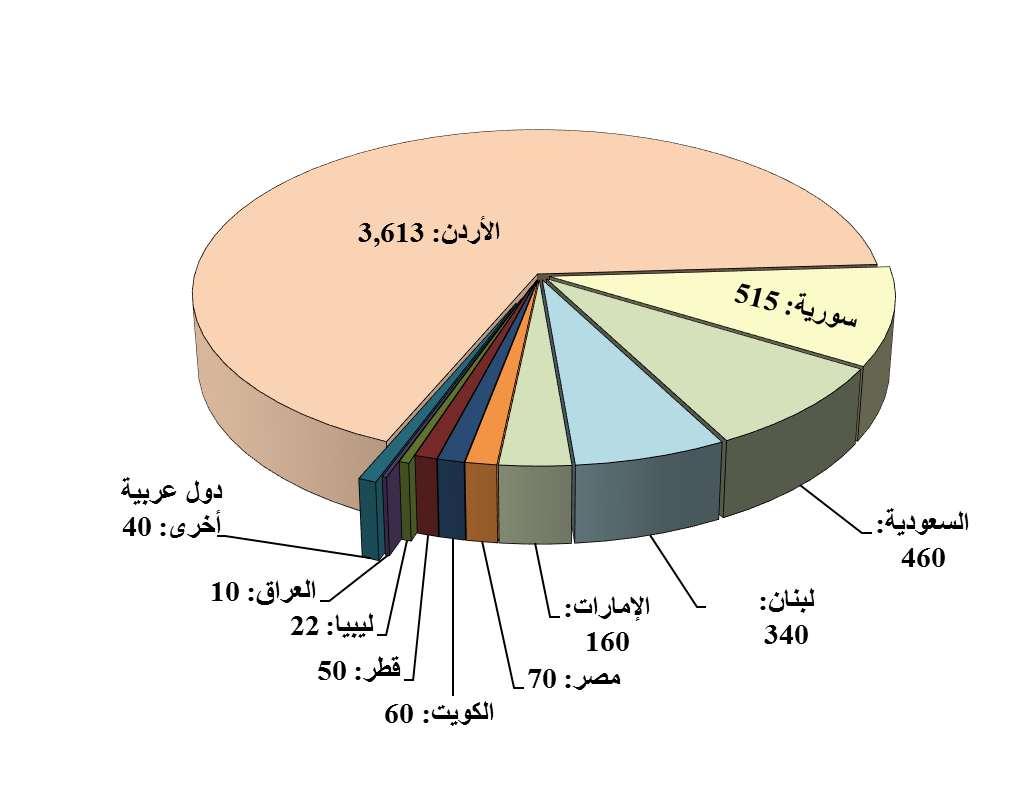 الأردن: 3,613
سورية: 515
السعودية:
460
لبنان:
340
الإمارات:
160
مصر: 70
الكويت: 60
قطر: 50
ليبيا: 22
العراق: 10
دول عربية
أخرى: 40